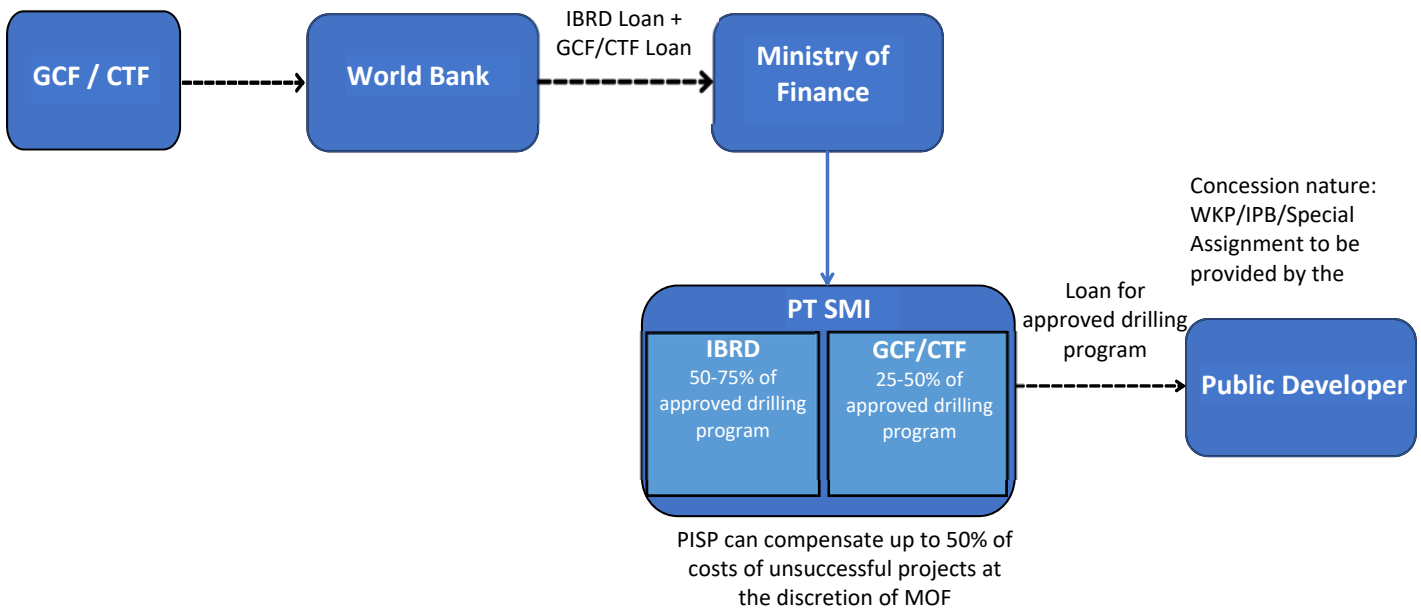 IBRD Loan +
GCF/CTF Loan
GCF / CTF
World Bank
Ministry of
Finance
Concession nature:
WKP/IPB/Special
Assignment to be
provided by the
PT SMI
IBRD
50-75% of
approved drilling
program
GCF/CTF
25-50% of
approved drilling
program
Loan for
approved drilling
program
Public Developer
PISP can compensate up to 50% of
costs of unsuccessful projects at
the discretion of MOF